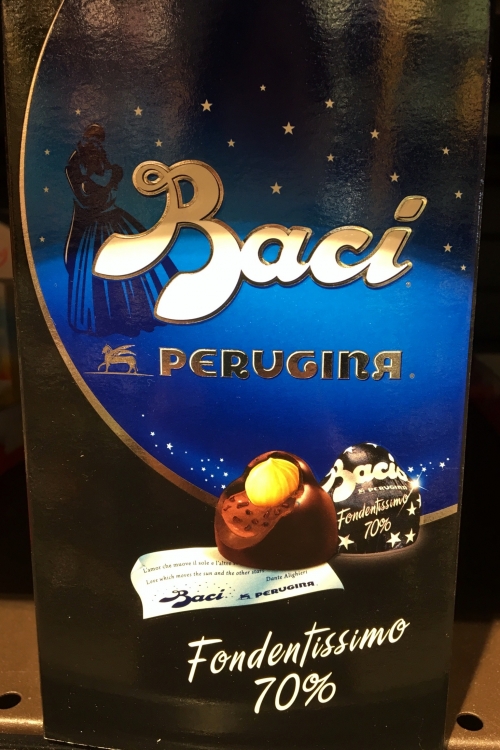 Baci
PERUGINA
Baci
PERUGINA
Fondentissimo
70%
L'amor che muove il sole e l'altre
Love which moves the sun and the other stars
Dante Alighieri
Baci PERUGINA
Fondentissimo
70%